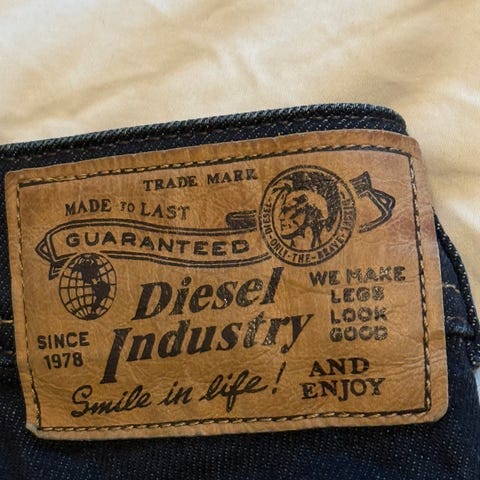 TRADE MARK
MADE TO LAST
GUARANTEED
DIESEL
ONLY-THE-BRAVE
Diesel
Industry
WE MAKE
LEGS
LOOK
GOOD
SINCE
1978
Smile in life!
AND
ENJOY